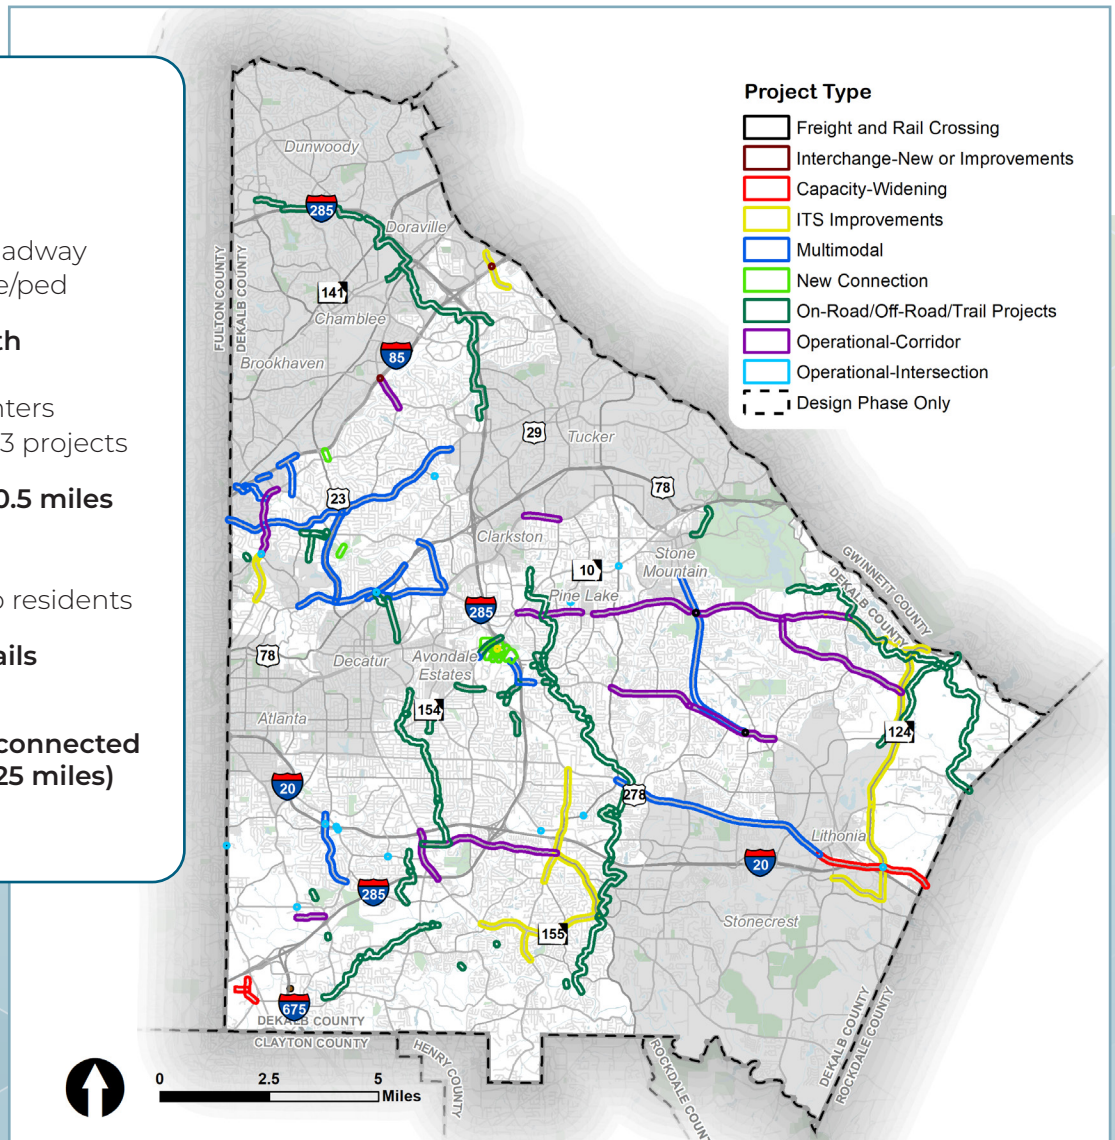 adway
e/ped
th
nters
3 projects
0.5 miles
o residents
ails
connected
25 miles)
Project Type
Freight and Rail Crossing
Interchange-New or Improvements
Capacity-Widening
ITS Improvements
Multimodal
New Connection
On-Road/Off-Road/Trail Projects
Operational-Corridor
Operational-Intersection
Design Phase Only
Dunwoody
285
Doraville
FULTON COUNTY
DEKALB COUNTY
141
Chamblee
85
Brookhaven
29
Tucker
78
23
Clarkston
10
Stone
Mountain
GWINNETT COUNTY
DEKALB COUNTY
Pine Lake
285
78
Decatur
Avondale
Estates
154
Atlanta
124
20
278
Lithonia
20
285
Stonecrest
155
675
DEKALB COUNTY
CLAYTON COUNTY
HENRY COUNTY
ROCKDALE COUNT
DEKALB COUNTY
ROCKDALE COUNTY
0 2.5 5
Miles